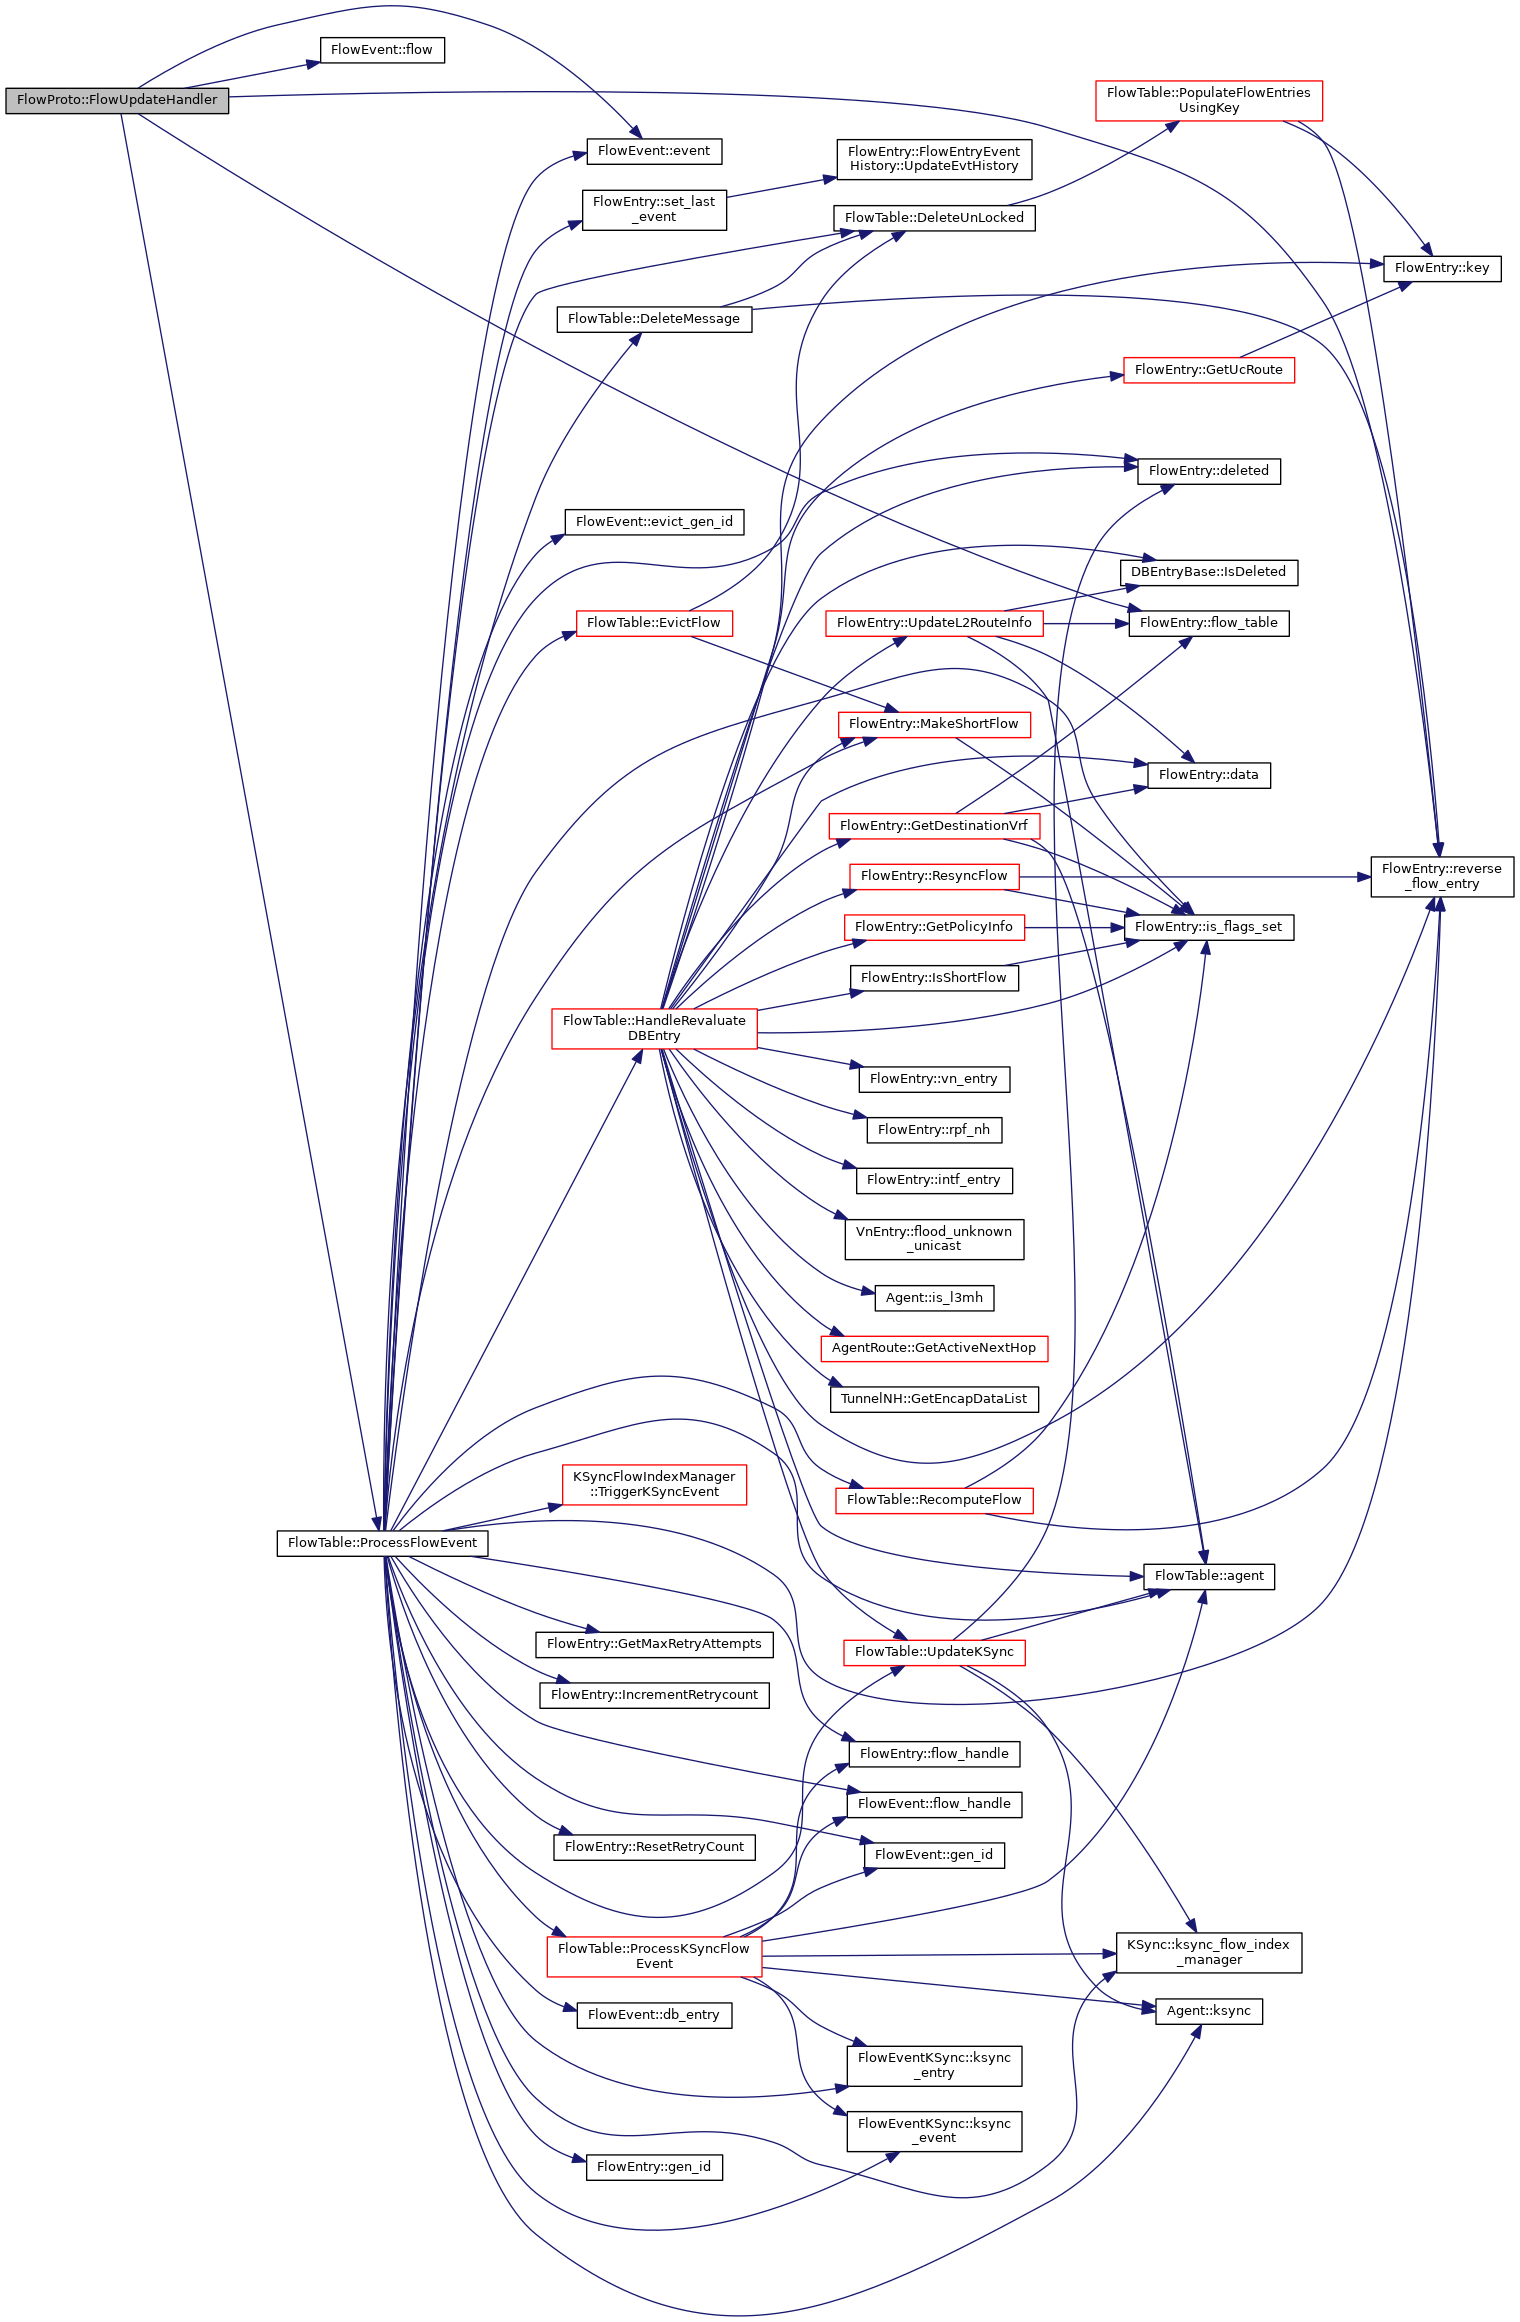 FlowEvent::flow
FlowProto::FlowUpdateHandler
FlowTable::PopulateFlowEntries
UsingKey
FlowEvent::event
FlowEntry::FlowEntryEvent
History::UpdateEvtHistory
FlowEntry::set_last
_event
FlowTable::DeleteUnLocked
FlowEntry::key
FlowTable::DeleteMessage
FlowEntry::GetUcRoute
FlowEntry::deleted
FlowEvent::evict_gen_id
DBEntryBase::IsDeleted
FlowTable::EvictFlow
FlowEntry::UpdateL2RouteInfo
FlowEntry::flow_table
FlowEntry::MakeShortFlow
FlowEntry::data
FlowEntry::GetDestinationVrf
FlowEntry::ResyncFlow
FlowEntry::reverse
_flow_entry
FlowEntry::GetPolicyInfo
FlowEntry::is_flags_set
FlowEntry::IsShortFlow
FlowTable::HandleRevaluate
DBEntry
FlowEntry::vn_entry
FlowEntry::rpf_nh
FlowEntry::intf_entry
VnEntry::flood_unknown
_unicast
Agent::is_l3mh
AgentRoute::GetActiveNextHop
TunnelNH::GetEncapDataList
KSyncFlowIndexManager
::TriggerKSyncEvent
FlowTable::RecomputeFlow
FlowTable::ProcessFlowEvent
FlowTable::agent
FlowEntry::GetMaxRetryAttempts
FlowTable::UpdateKSync
FlowEntry::IncrementRetrycount
FlowEntry::flow_handle
FlowEvent::flow_handle
FlowEntry::ResetRetryCount
FlowEvent::gen_id
FlowTable::ProcessKSyncFlow
Event
KSync::ksync_flow_index
_manager
FlowEvent::db_entry
Agent::ksync
FlowEventKSync::ksync
_entry
FlowEventKSync::ksync
_event
FlowEntry::gen_id